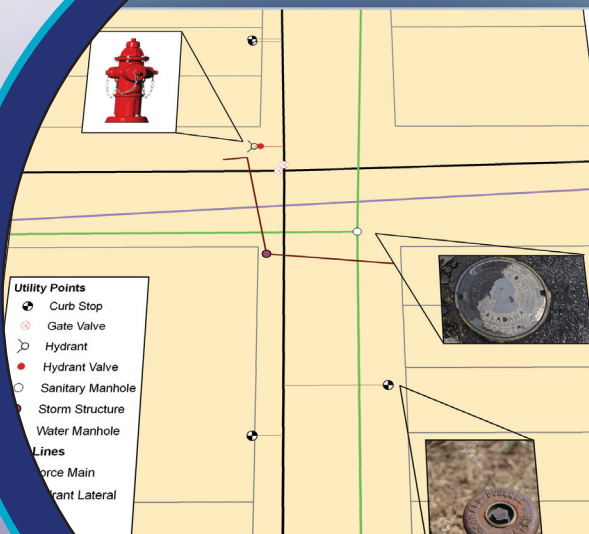 Utility Points
Curb Stop
Gate Valve
Hydrant
Hydrant Valve
Sanitary Manhole
Storm Structure
Water Manhole
Lines
orce Main
rant Lateral